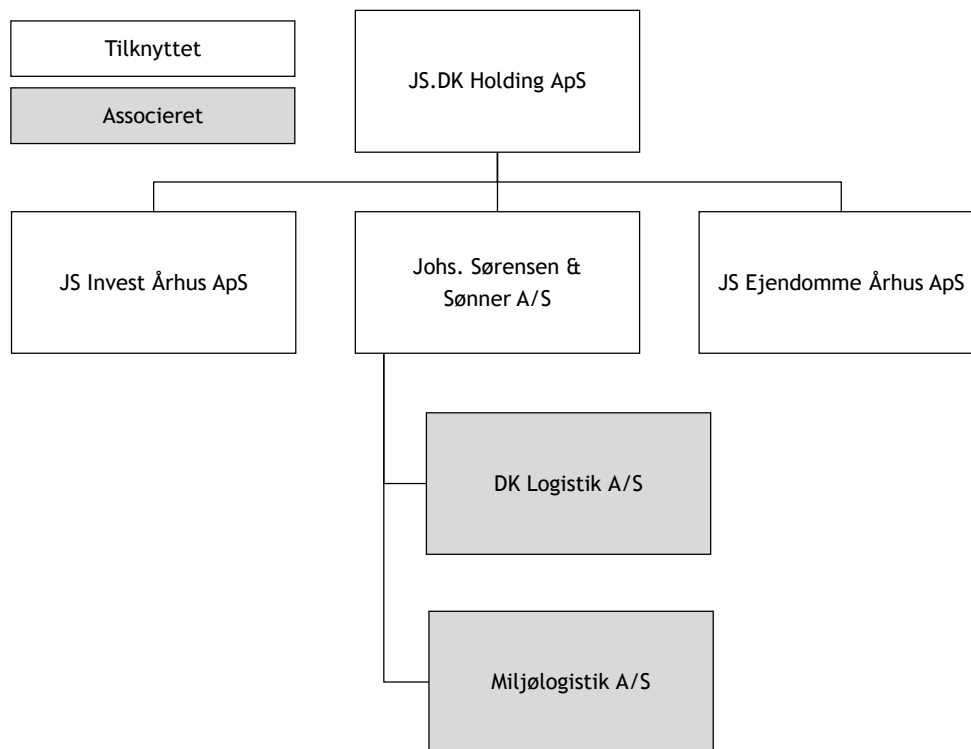 Tilknyttet
Associeret
JS.DK Holding ApS
JS Invest Århus ApS
Johs. Sørensen &
Sønner A/S
JS Ejendomme Århus ApS
DK Logistik A/S
Miljølogistik A/S